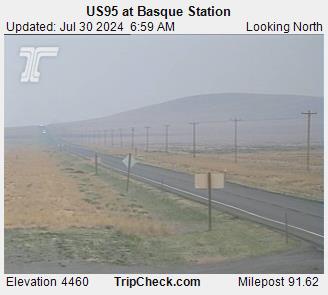 US95 at Basque Station
Updated: Jul 30 2024 6:59 AM Looking North
Elevation 4460 TripCheck.com Milepost 91.62